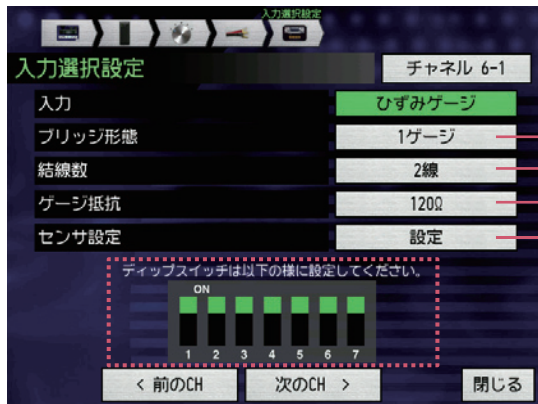 入力選択設定
入力選択設定
チャネル 6-1
入力
ひずみゲージ
ブリッジ形態
1ゲージ
結線数
2線
ゲージ抵抗
120Ω
センサ設定
設定
ディップスイッチは以下の様に設定してください。
ON
1 2 3 4 5 6 7
< 前のCH
次のCH >
閉じる